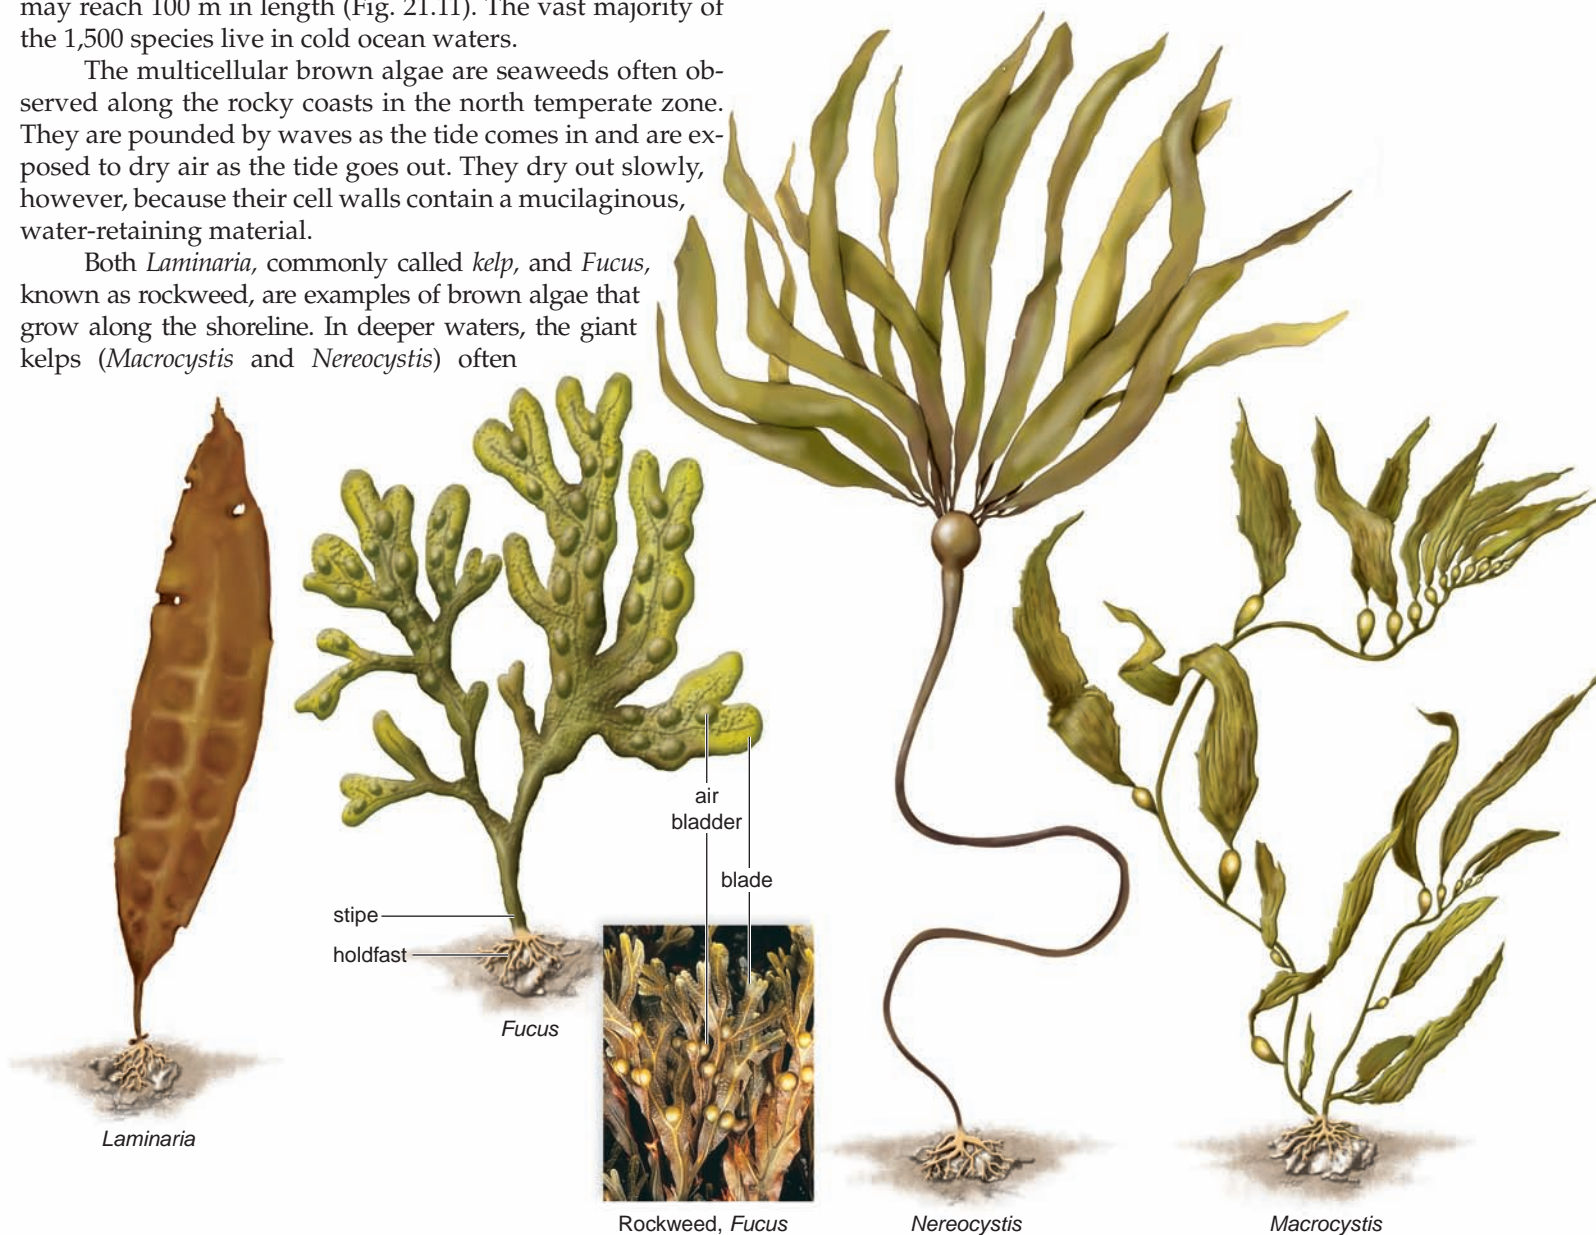 may reach 100 m in length (Fig. 21.11). The vast majority of
the 1,500 species live in cold ocean waters.
The multicellular brown algae are seaweeds often ob-
served along the rocky coasts in the north temperate zone.
They are pounded by waves as the tide comes in and are ex-
posed to dry air as the tide goes out. They dry out slowly,
however, because their cell walls contain a mucilaginous,
water-retaining material.
Both Laminaria, commonly called kelp, and Fucus,
known as rockweed, are examples of brown algae that
grow along the shoreline. In deeper waters, the giant
kelps (Macrocystis and Nereocystis) often
air
bladder
blade
stipe
holdfast
Fucus
Laminaria
Rockweed, Fucus
Nereocystis
Macrocystis